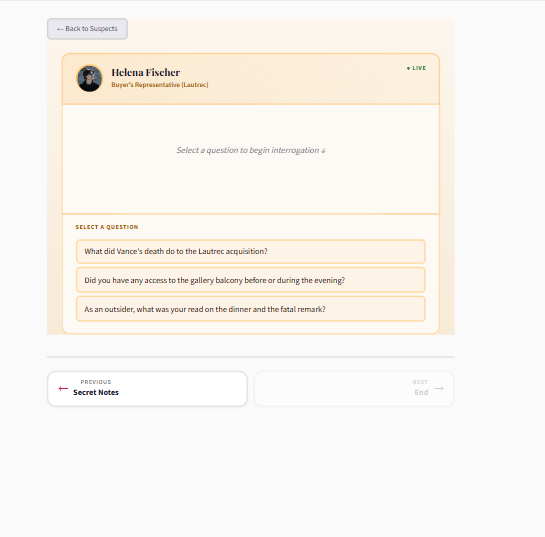 ← Back to Suspects
Helena Fischer
Buyer's Representative (Lautrec)
● LIVE
Select a question to begin interrogation ↓
SELECT A QUESTION
What did Vance's death do to the Lautrec acquisition?
Did you have any access to the gallery balcony before or during the evening?
As an outsider, what was your read on the dinner and the fatal remark?
← PREVIOUS
Secret Notes
NEXT →
End